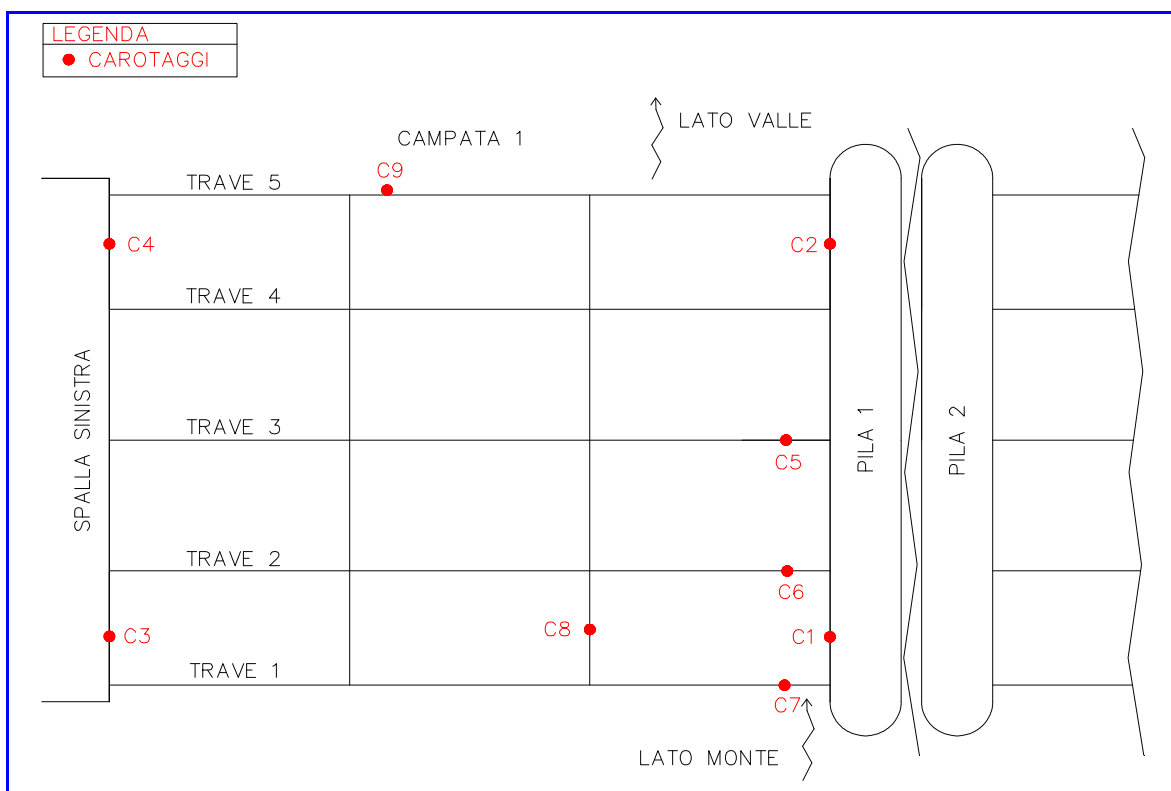 LEGENDA
CAROTAGGI
LATO VALLE
CAMPATA 1
C9
TRAVE 5
C4
C2
TRAVE 4
SPALLA SINISTRA
PILA 1
PILA 2
TRAVE 3
C5
TRAVE 2
C6
C3
C8
C1
TRAVE 1
C7
LATO MONTE